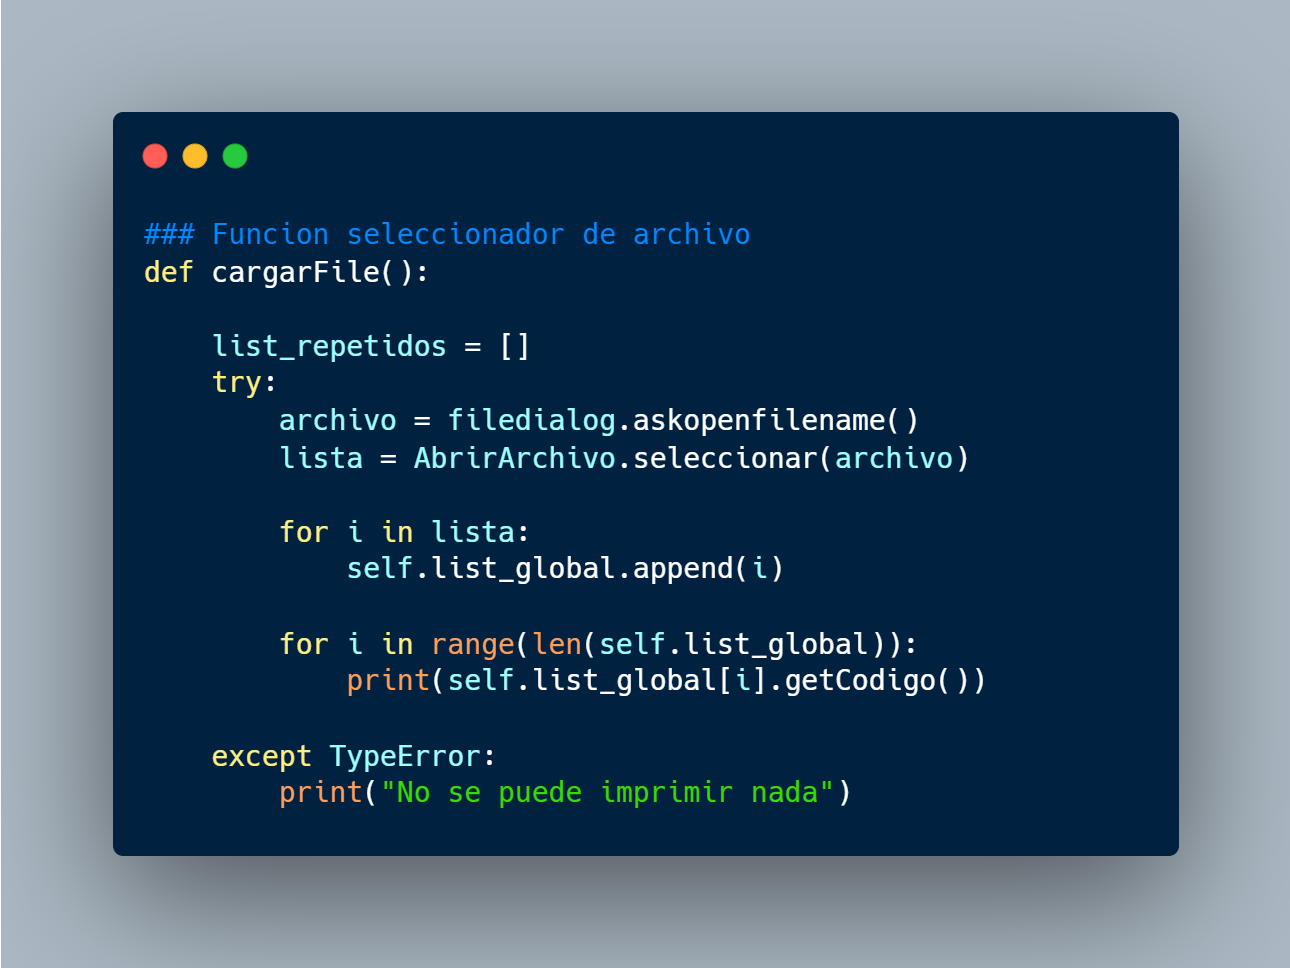 ### Funcion seleccionador de archivo
def cargarFile():
    list_repetidos = []
    try:
        archivo = filedialog.askopenfilename()
        lista = AbrirArchivo.seleccionar(archivo)
        for i in lista:
            self.list_global.append(i)
        for i in range(len(self.list_global)):
            print(self.list_global[i].getCodigo())
    except TypeError:
        print("No se puede imprimir nada")